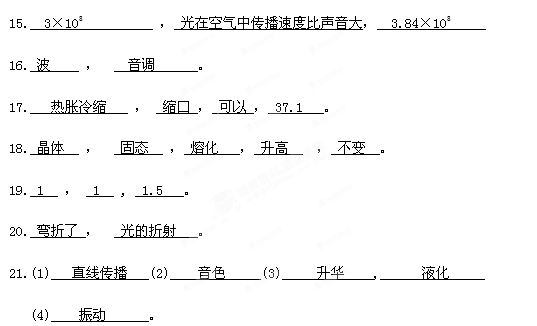 15. 3×10⁸ ， 光在空气中传播速度比声音大， 3.84×10⁸
16. 波 ， 音调 。
17. 热胀冷缩 ， 缩口 ， 可以 ， 37.1 。
18. 晶体 ， 固态 ， 熔化 ， 升高 ， 不变 。
19. 1 ， 1 , 1.5 。
20. 弯折了 ， 光的折射 。
21. (1) 直线传播 (2) 音色 (3) 升华 , 液化
(4) 振动 。